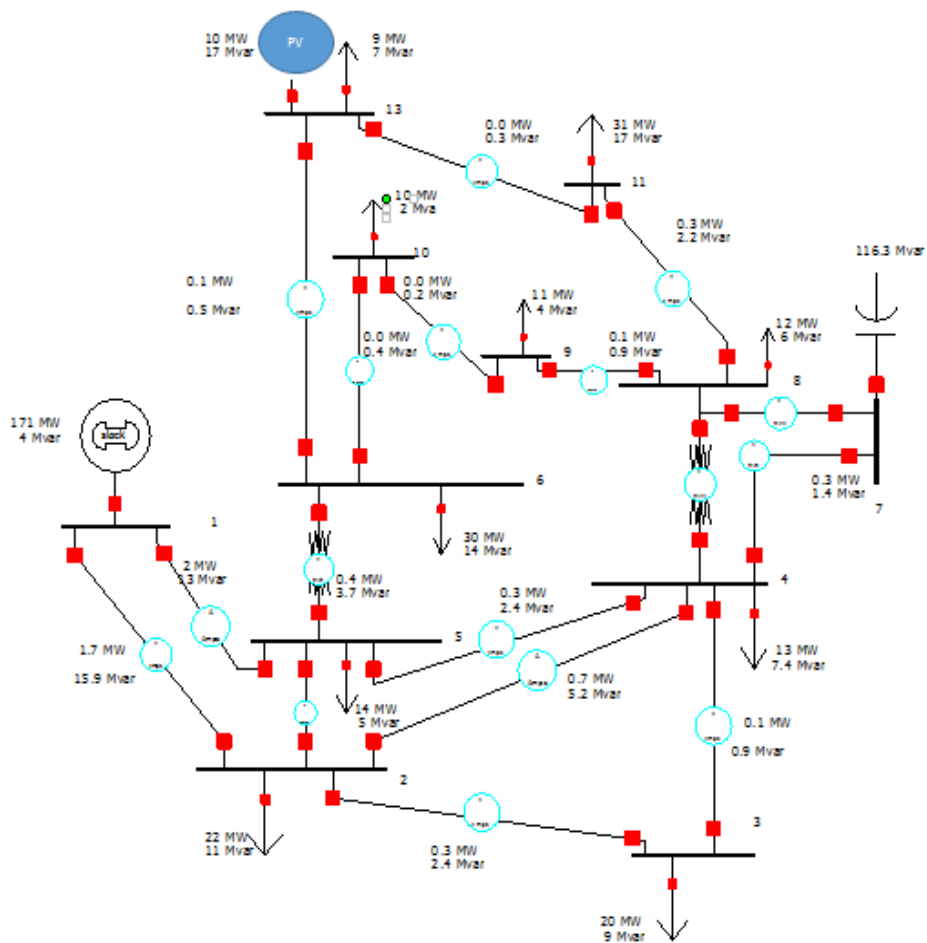 10 MW
17 Mvar
PV
9 MW
7 Mvar
13
0.0 MW
0.3 Mvar
31 MW
17 Mvar
11
10 MW
2 Mva
10
0.3 MW
2.2 Mvar
116.3 Mvar
0.1 MW
0.5 Mvar
0.0 MW
0.2 Mvar
11 MW
4 Mvar
9
0.0 MW
0.4 Mvar
0.1 MW
0.9 Mvar
12 MW
6 Mvar
8
171 MW
4 Mvar
slack
6
0.3 MW
1.4 Mvar
7
1
30 MW
14 Mvar
2 MW
13 Mvar
0.4 MW
3.7 Mvar
4
0.3 MW
2.4 Mvar
5
1.7 MW
15.9 Mvar
13 MW
7.4 Mvar
0.7 MW
5.2 Mvar
14 MW
5 Mvar
0.1 MW
0.9 Mvar
2
3
22 MW
11 Mvar
0.3 MW
2.4 Mvar
20 MW
9 Mvar